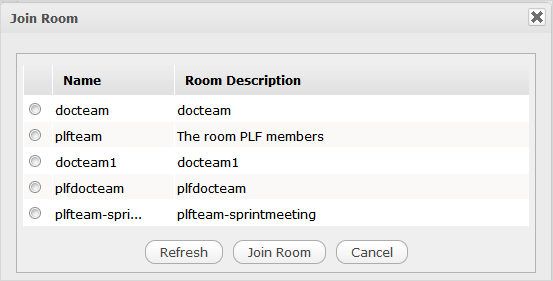 Join Room
Name Room Description
docteam docteam
plfteam The room PLF members
docteam1 docteam1
plfdocteam plfdocteam
plfteam-spri... plfteam-sprintmeeting
Refresh Join Room Cancel